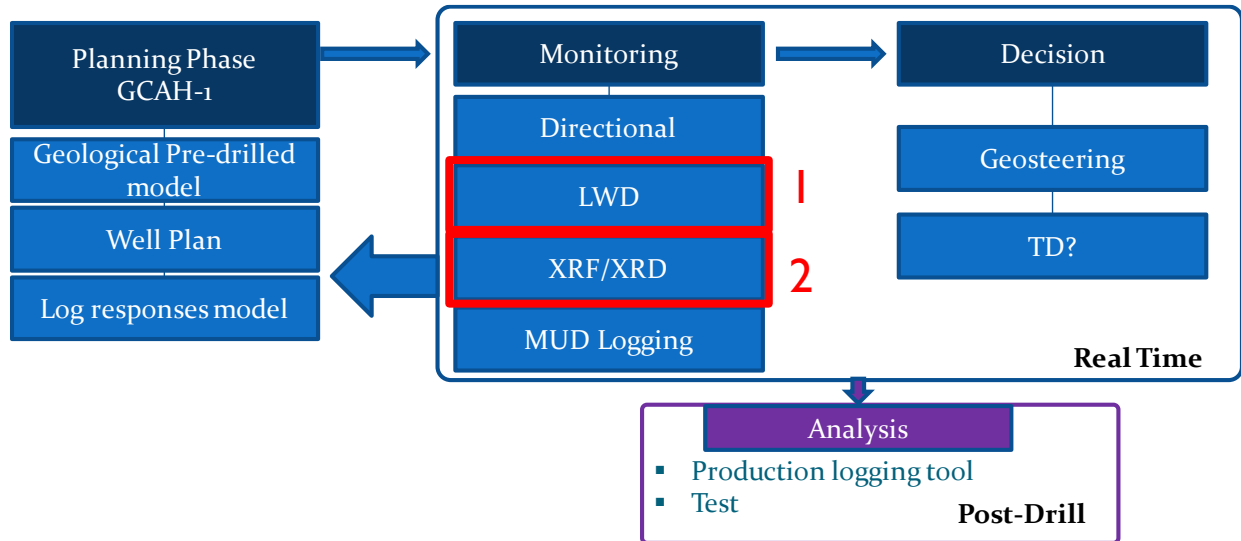 Planning Phase
GCAH-1
Geological Pre-drilled
model
Well Plan
Log responses model
Monitoring
Directional
LWD
1
XRF/XRD
2
MUD Logging
Decision
Geosteering
TD?
Real Time
Analysis
▪ Production logging tool
▪ Test
Post-Drill